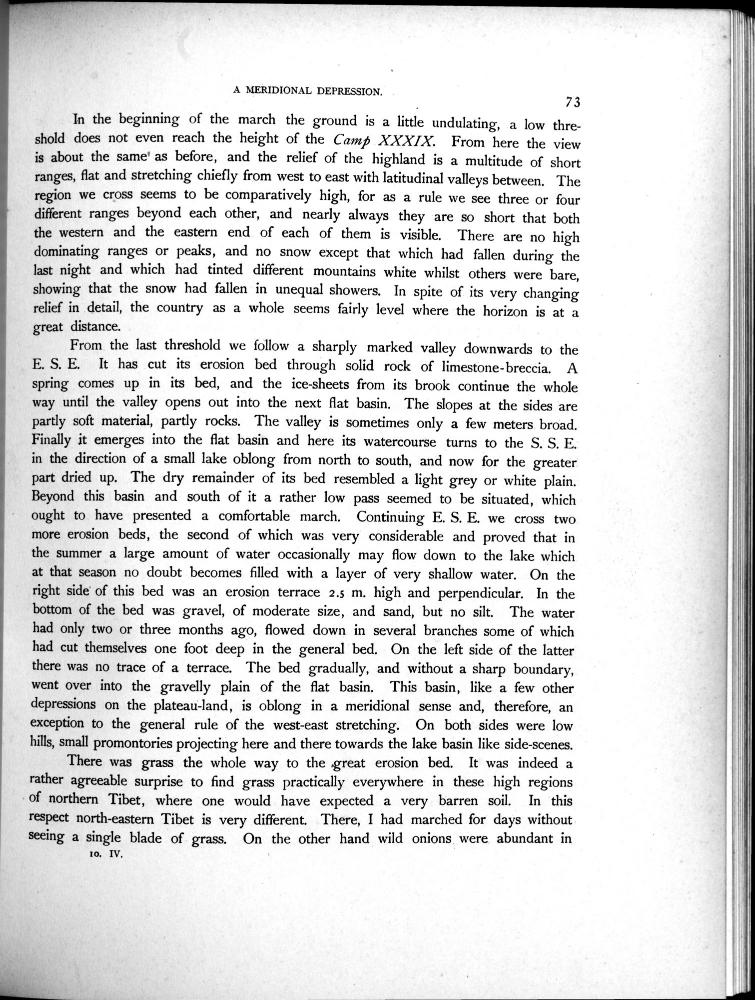 A MERIDIONAL DEPRESSION.
73
In the beginning of the march the ground is a little undulating, a low thre-
shold does not even reach the height of the Camp XXXIX. From here the view
is about the same as before, and the relief of the highland is a multitude of short
ranges, flat and stretching chiefly from west to east with latitudinal valleys between. The
region we cross seems to be comparatively high, for as a rule we see three or four
different ranges beyond each other, and nearly always they are so short that both
the western and the eastern end of each of them is visible. There are no high
dominating ranges or peaks, and no snow except that which had fallen during the
last night and which had tinted different mountains white whilst others were bare,
showing that the snow had fallen in unequal showers. In spite of its very changing
relief in detail, the country as a whole seems fairly level where the horizon is at a
great distance.
From the last threshold we follow a sharply marked valley downwards to the
E. S. E. It has cut its erosion bed through solid rock of limestone-breccia. A
spring comes up in its bed, and the ice-sheets from its brook continue the whole
way until the valley opens out into the next flat basin. The slopes at the sides are
partly soft material, partly rocks. The valley is sometimes only a few meters broad.
Finally it emerges into the flat basin and here its watercourse turns to the S. S. E.
in the direction of a small lake oblong from north to south, and now for the greater
part dried up. The dry remainder of its bed resembled a light grey or white plain.
Beyond this basin and south of it a rather low pass seemed to be situated, which
ought to have presented a comfortable march. Continuing E. S. E. we cross two
more erosion beds, the second of which was very considerable and proved that in
the summer a large amount of water occasionally may flow down to the lake which
at that season no doubt becomes filled with a layer of very shallow water. On the
right side of this bed was an erosion terrace 2.5 m. high and perpendicular. In the
bottom of the bed was gravel, of moderate size, and sand, but no silt. The water
had only two or three months ago, flowed down in several branches some of which
had cut themselves one foot deep in the general bed. On the left side of the latter
there was no trace of a terrace. The bed gradually, and without a sharp boundary,
went over into the gravelly plain of the flat basin. This basin, like a few other
depressions on the plateau-land, is oblong in a meridional sense and, therefore, an
exception to the general rule of the west-east stretching. On both sides were low
hills, small promontories projecting here and there towards the lake basin like side-scenes.
There was grass the whole way to the great erosion bed. It was indeed a
rather agreeable surprise to find grass practically everywhere in these high regions
of northern Tibet, where one would have expected a very barren soil. In this
respect north-eastern Tibet is very different. There, I had marched for days without
seeing a single blade of grass. On the other hand wild onions were abundant in
10. IV.